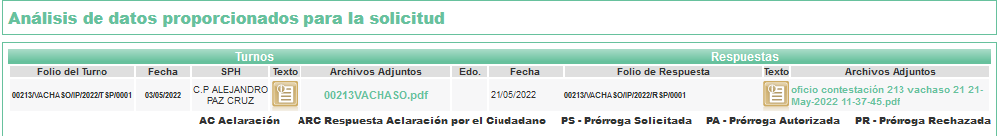 Análisis de datos proporcionados para la solicitud
Turnos Respuestas
Folio del Turno Fecha SPH Texto Archivos Adjuntos Edo. Fecha Folio de Respuesta Texto Archivos Adjuntos
00213/VACHASO/IP/2022/TSP/0001 03/05/2022 C.P ALEJANDRO PAZ CRUZ 00213VACHASO.pdf 21/05/2022 00213/VACHASO/IP/2022/RSP/0001 oficio contestación 213 vachaso 21 21-May-2022 11-37-45.pdf
AC Aclaración ARC Respuesta Aclaración por el Ciudadano PS - Prórroga Solicitada PA - Prórroga Autorizada PR - Prórroga Rechazada